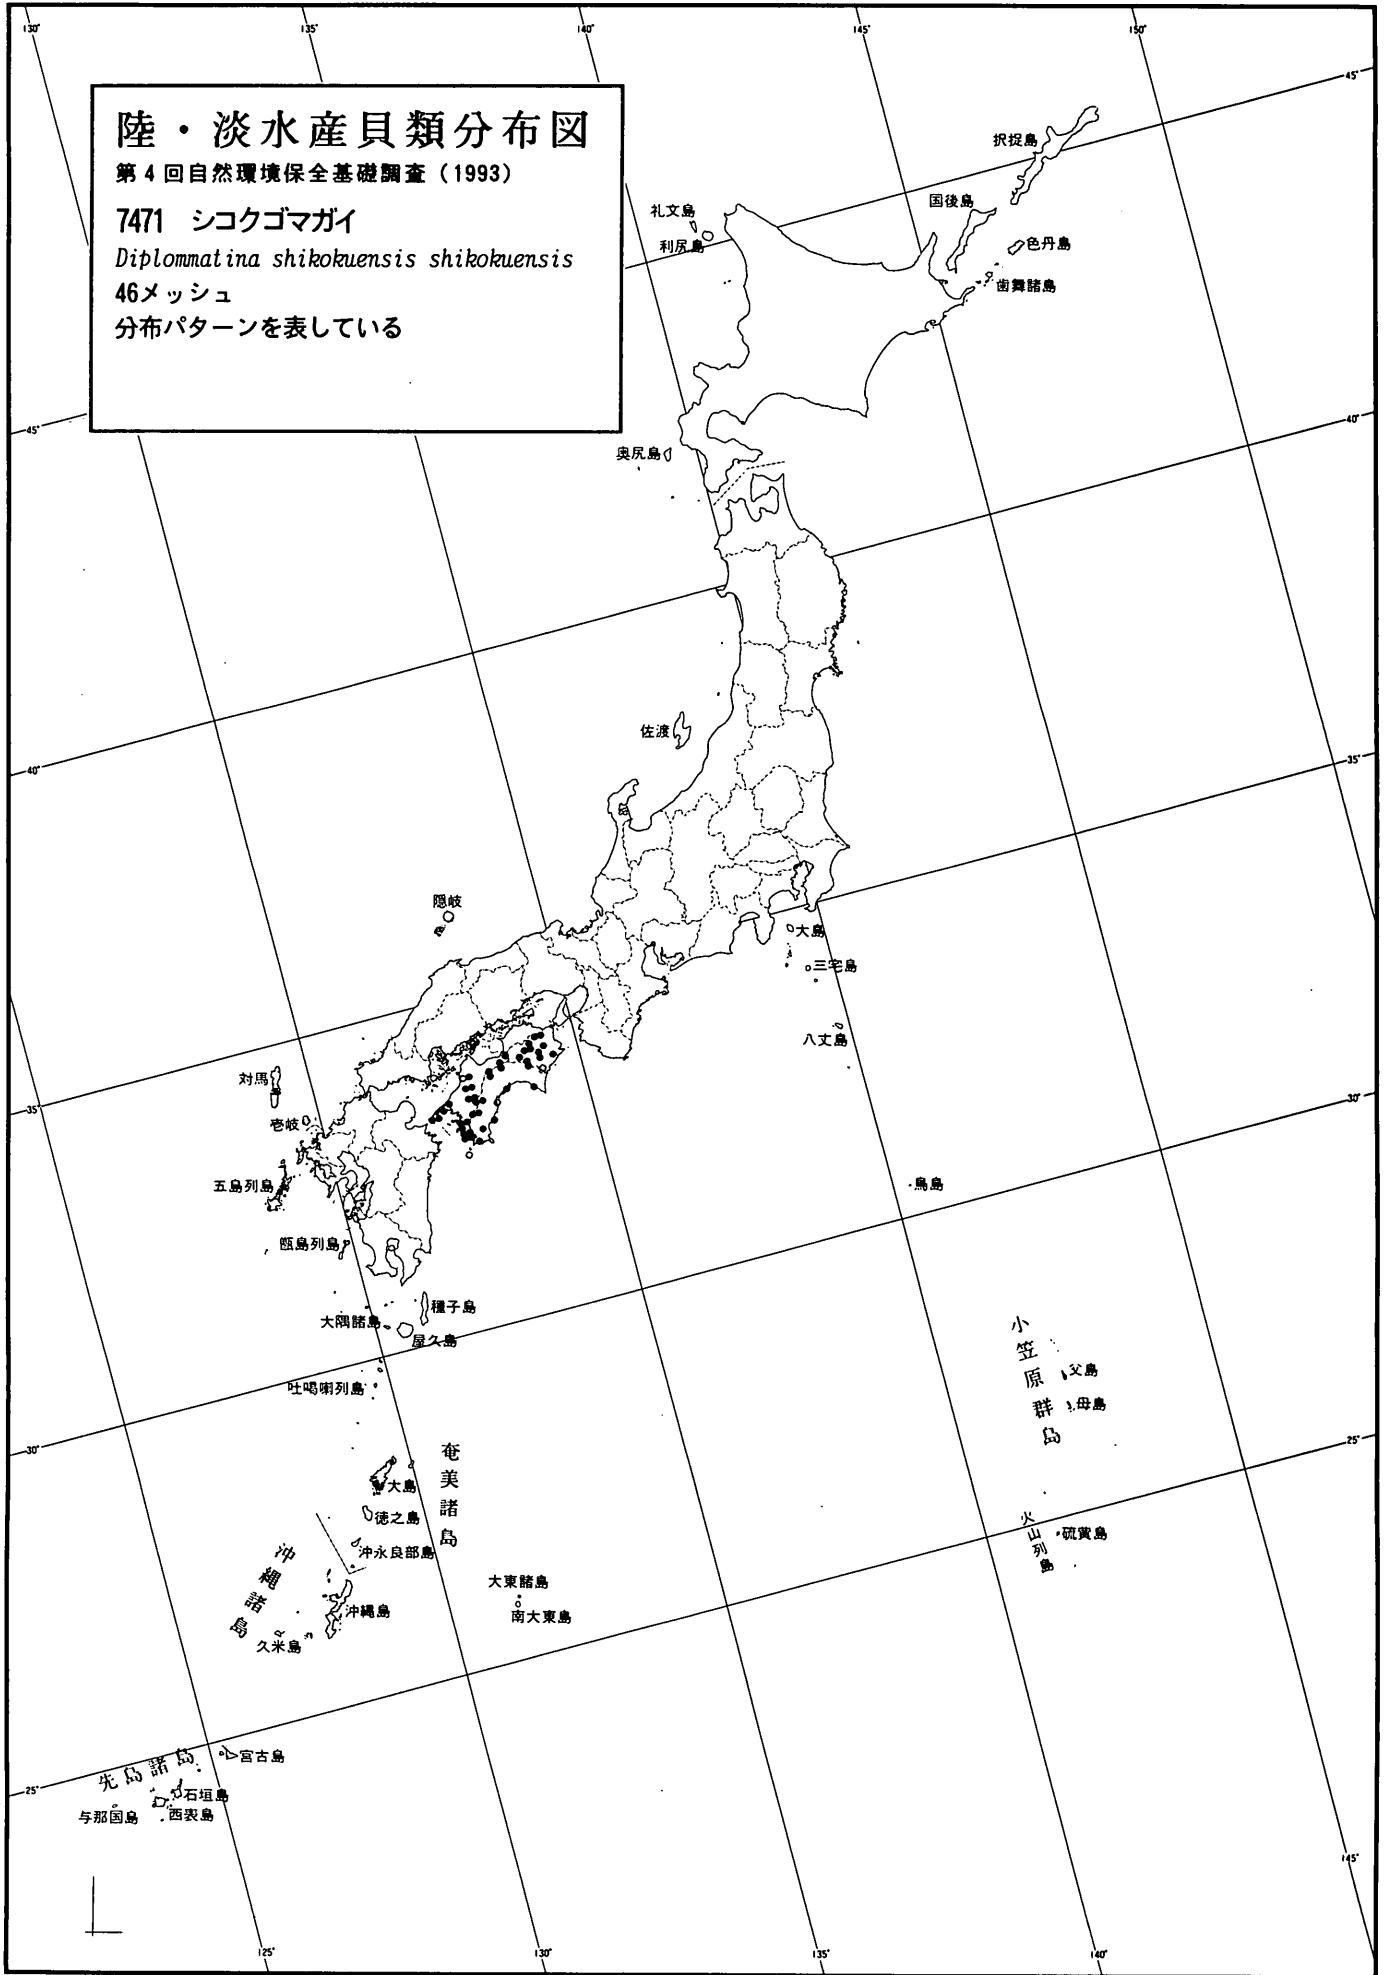 陸・淡水産貝類分布図
第4回自然環境保全基礎調査（1993）
7471 シコクゴマガイ
Diplommatina shikokuensis shikokuensis
46メッシュ
分布パターンを表している
130°
135°
140°
145°
150°
45°
択捉島
国後島
礼文島
利尻島
色丹島
歯舞諸島
40°
45°
奥尻島
佐渡
35°
40°
隠岐
大島
三宅島
八丈島
対馬
35°
30°
壱岐
五島列島
鳥島
甑島列島
種子島
大隅諸島
屋久島
小笠原群島
父島
吐噶喇列島
母島
25°
30°
奄美諸島
大島
徳之島
火山列島
硫黄島
沖永良部島
沖縄諸島
大東諸島
沖縄島
南大東島
久米島
先島諸島
宮古島
25°
石垣島
与那国島
西表島
145°
125°
130°
135°
140°